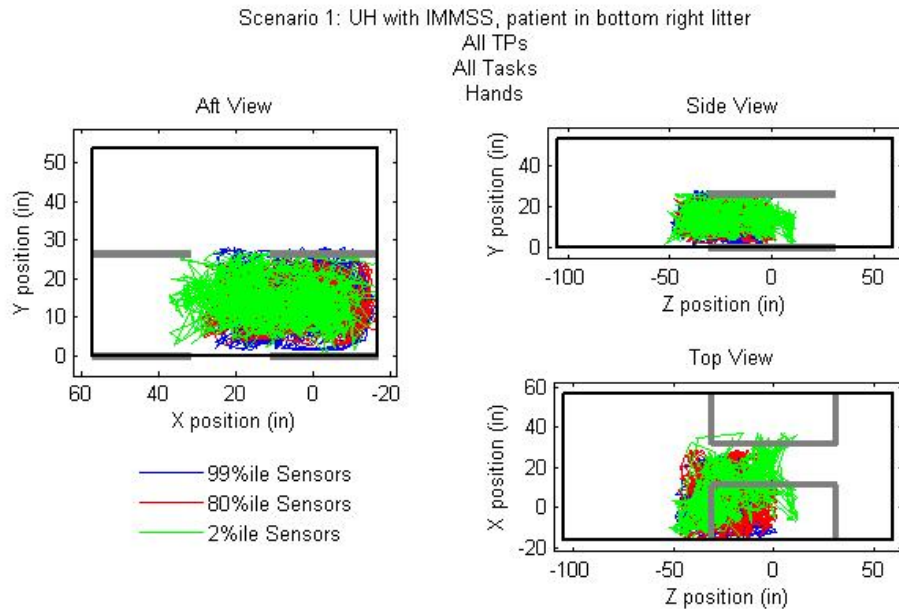 Scenario 1: UH with IMMSS, patient in bottom right litter
All TPs
All Tasks
Hands
Aft View
50
40
30
20
10
0
60
40
20
0
-20
Y position (in)
X position (in)
99%ile Sensors
80%ile Sensors
2%ile Sensors
Side View
40
20
0
-100
-50
0
50
Y position (in)
Z position (in)
Top View
60
40
20
0
-20
-100
-50
0
50
X position (in)
Z position (in)